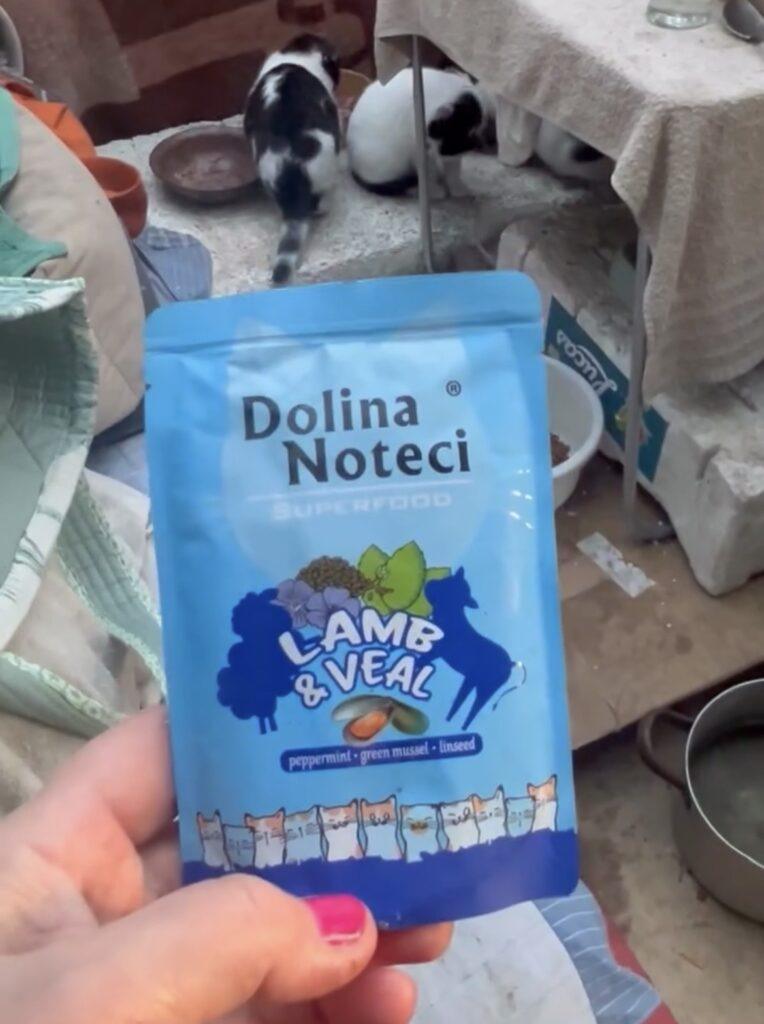 Dolina ®
Noteci
SUPERFOOD
LAMB
& VEAL
peppermint • green mussel • linseed